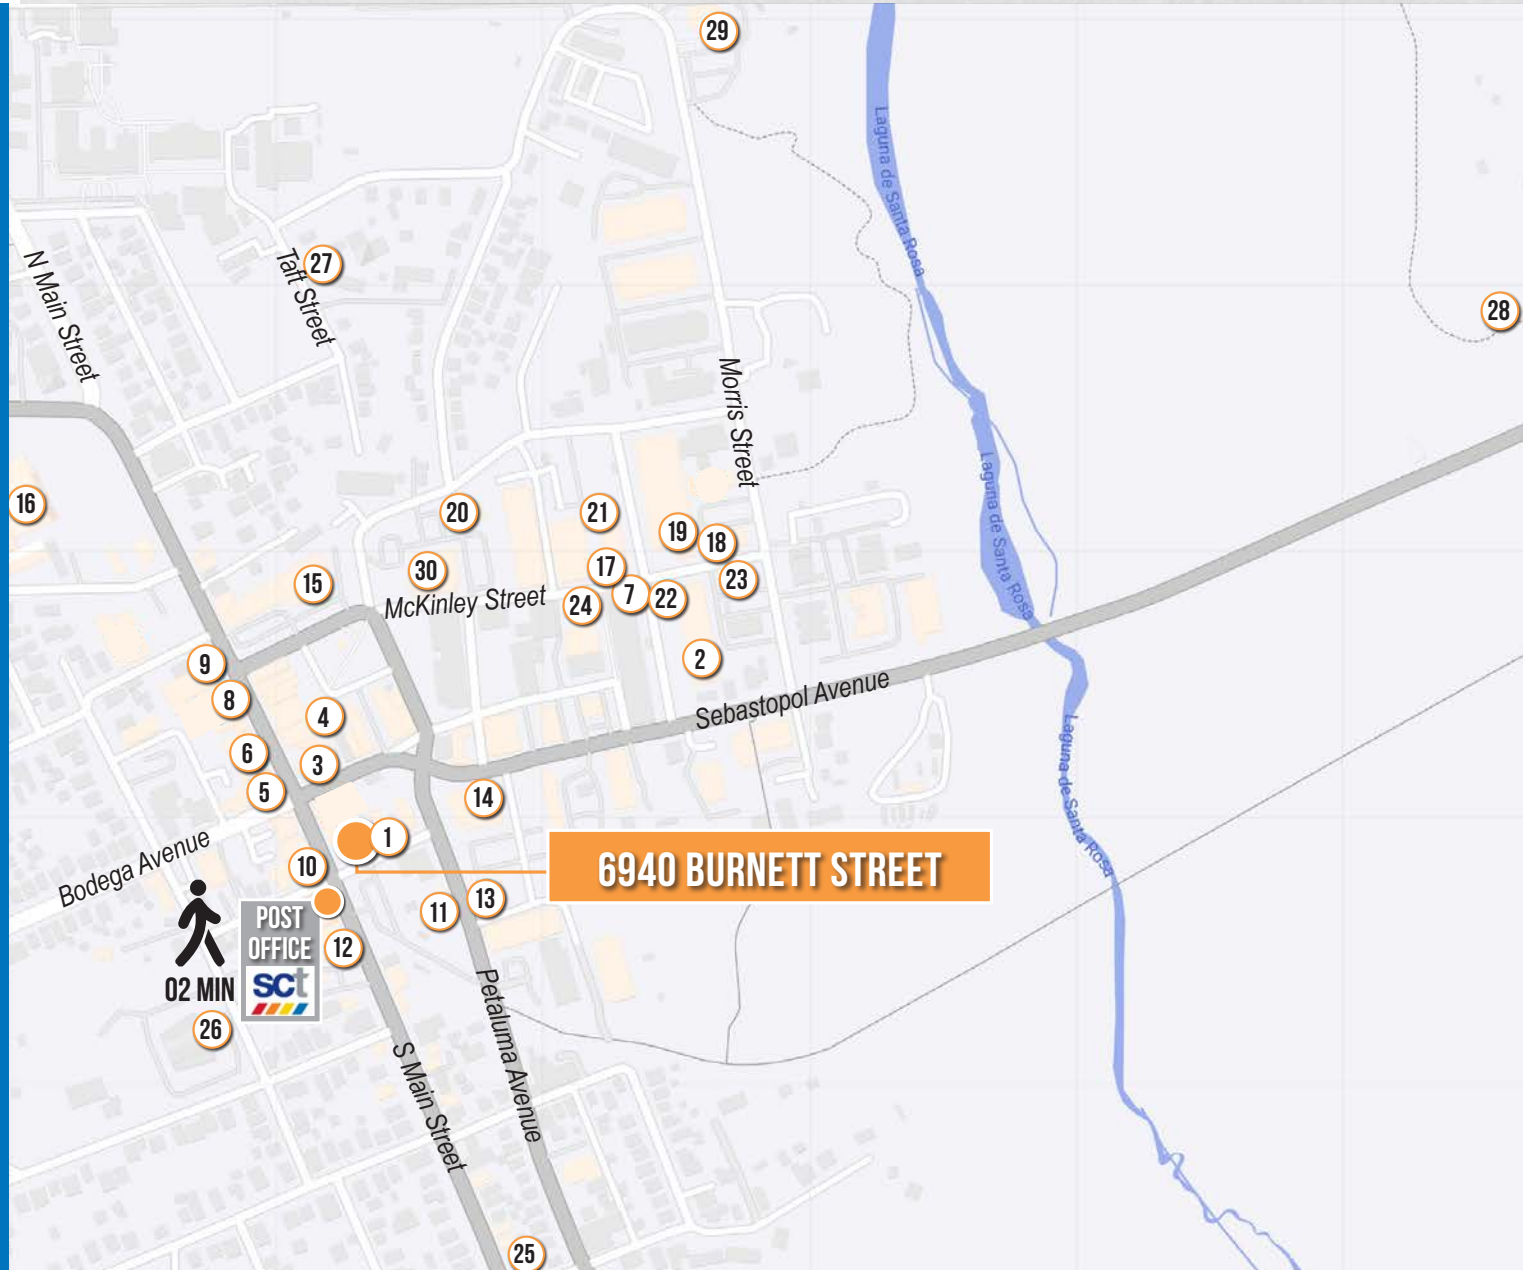 29
Laguna de Santa Rosa
N Main Street
Taft Street
27
28
Morris Street
16
20
21
19
18
Laguna de Santa Rosa
15
30
McKinley Street
17
7
22
23
24
9
8
2
Sebastopol Avenue
4
6
3
5
14
Laguna de Santa Rosa
1
Bodega Avenue
10
6940 BURNETT STREET
POST
OFFICE
sct
02 MIN
12
11
13
26
Petaluma Avenue
S Main Street
25